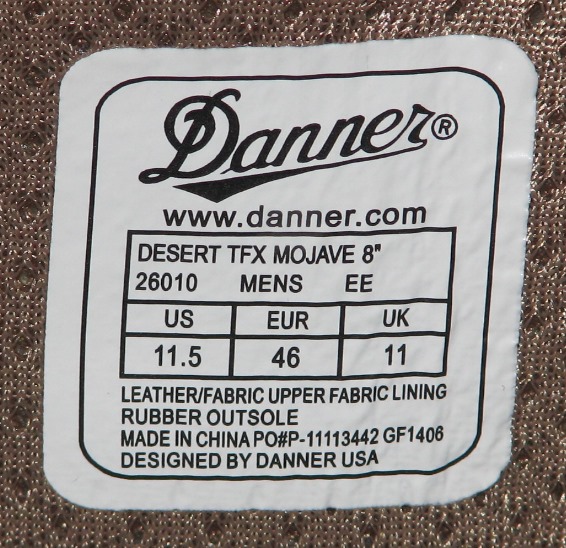 Danner®
www.danner.com
DESERT TFX MOJAVE 8"
26010 MENS EE
US EUR UK
11.5 46 11
LEATHER/FABRIC UPPER FABRIC LINING
RUBBER OUTSOLE
MADE IN CHINA PO#P-11113442 GF1406
DESIGNED BY DANNER USA